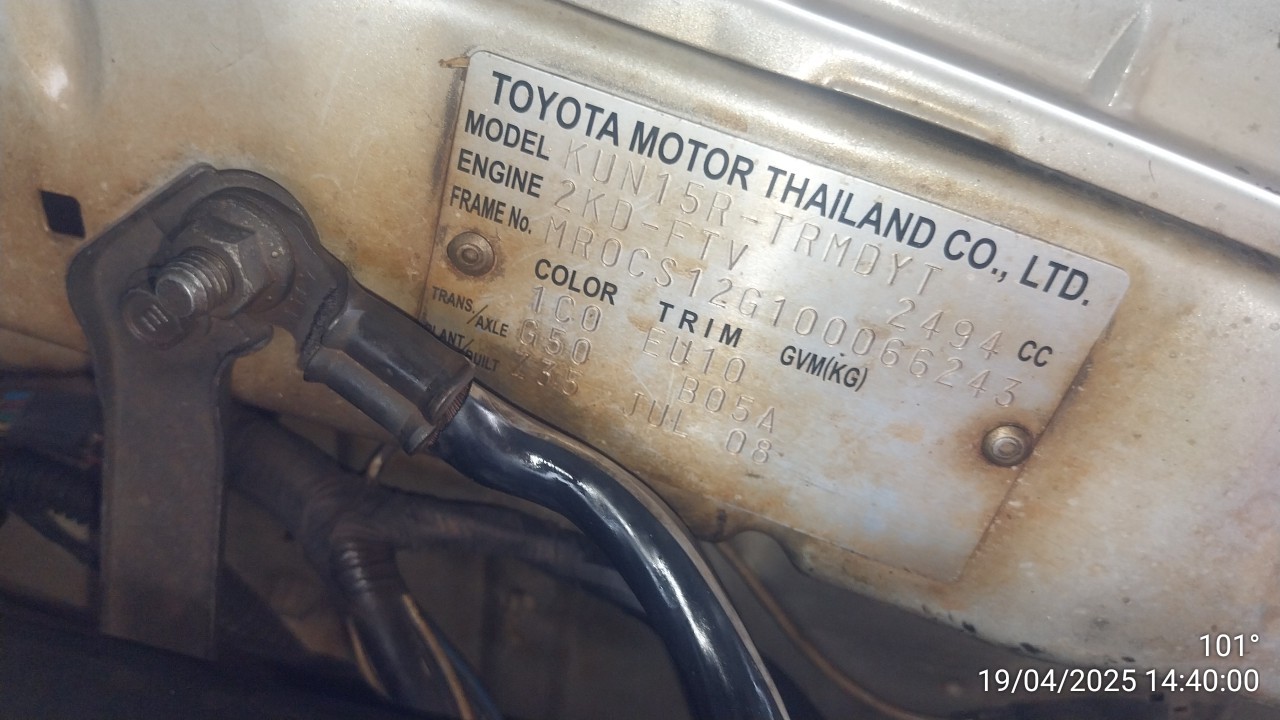 TOYOTA MOTOR THAILAND CO., LTD.
MODEL KUN15R-TRMDYT
ENGINE 2KD-FTV 2494 CC
FRAME No. MR0CS12G100066243
COLOR TRIM GVM(KG)
1C0 EU10
TRANS./AXLE G50 B05A
PLANT/BUILT Z35 JUL 08
101°
19/04/2025 14:40:00